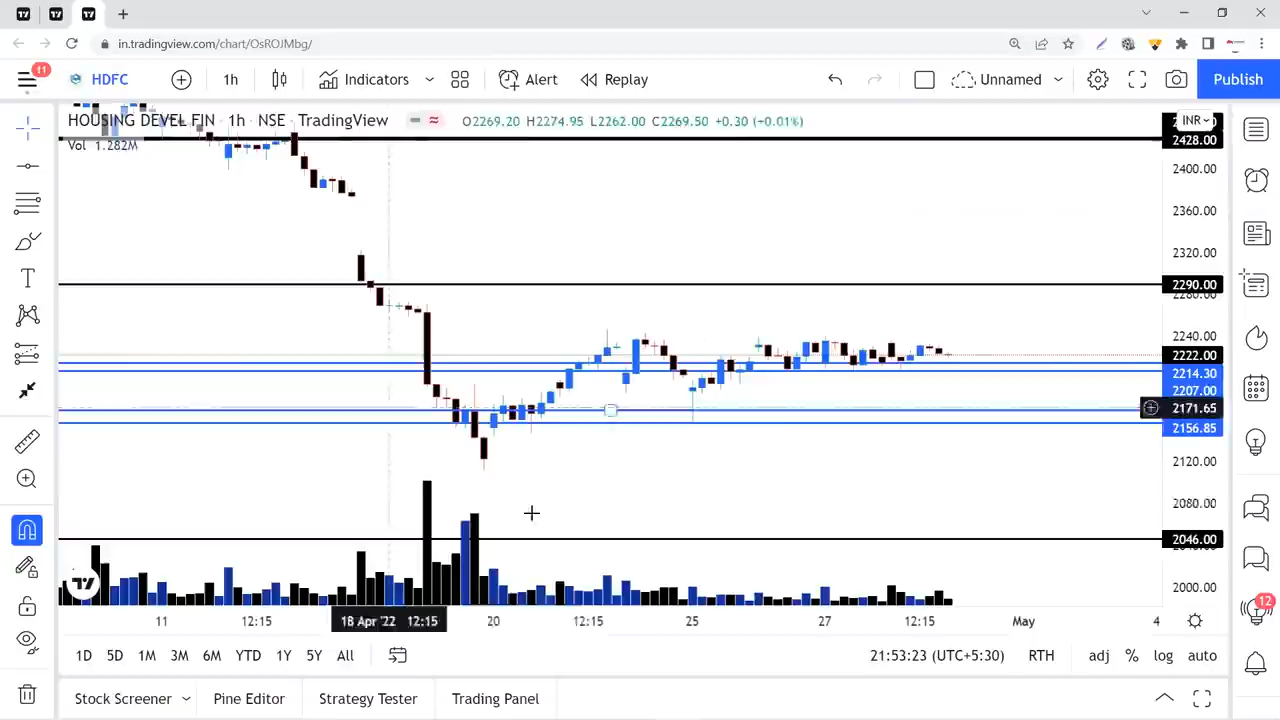 in.tradingview.com/chart/OsROJMbg/
11
HDFC
1h
Indicators
Alert
Replay
Unnamed
Publish
HOUSING DEVEL FIN · 1h · NSE · TradingView
O2269.20 H2274.95 L2262.00 C2269.50 +0.30 (+0.01%)
INR
Vol 1.282M
2428.00
2400.00
2360.00
2320.00
2290.00
2280.00
2240.00
2222.00
2214.30
2207.00
2171.65
2156.85
2120.00
2080.00
2046.00
2000.00
11
12:15
18 Apr '22 12:15
20
12:15
25
27
12:15
May
4
12
1D
5D
1M
3M
6M
YTD
1Y
5Y
All
21:53:23 (UTC+5:30)
RTH
adj
%
log
auto
Stock Screener
Pine Editor
Strategy Tester
Trading Panel